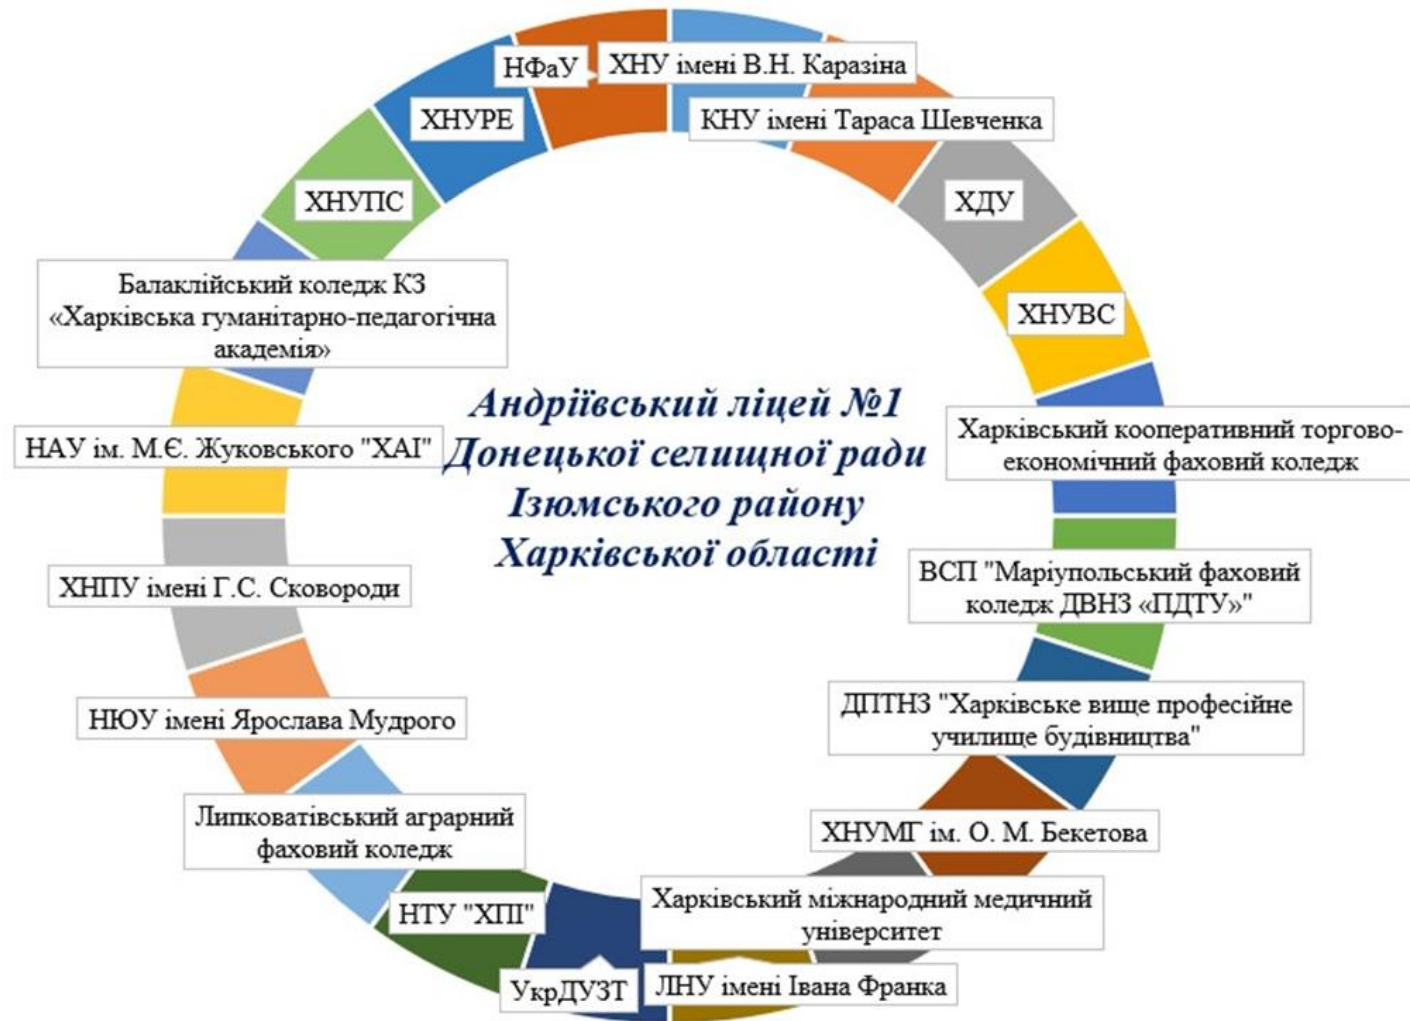 НФаУ
ХНУ імені В.Н. Каразіна
ХНУРЕ
КНУ імені Тараса Шевченка
ХНУПС
ХДУ
Балаклійський коледж КЗ
«Харківська гуманітарно-педагогічна
академія»
ХНУВС
Андріївський ліцей №1
Донецької селищної ради
Ізюмського району
Харківської області
НАУ ім. М.Є. Жуковського "ХАІ"
Харківський кооперативний торгово-
економічний фаховий коледж
ХНПУ імені Г.С. Сковороди
ВСП "Маріупольський фаховий
коледж ДВНЗ «ПДТУ»"
НЮУ імені Ярослава Мудрого
ДПТНЗ "Харківське вище професійне
училище будівництва"
Липковатівський аграрний
фаховий коледж
ХНУМГ ім. О. М. Бекетова
НТУ "ХПІ"
Харківський міжнародний медичний
університет
УкрДУЗТ
ЛНУ імені Івана Франка